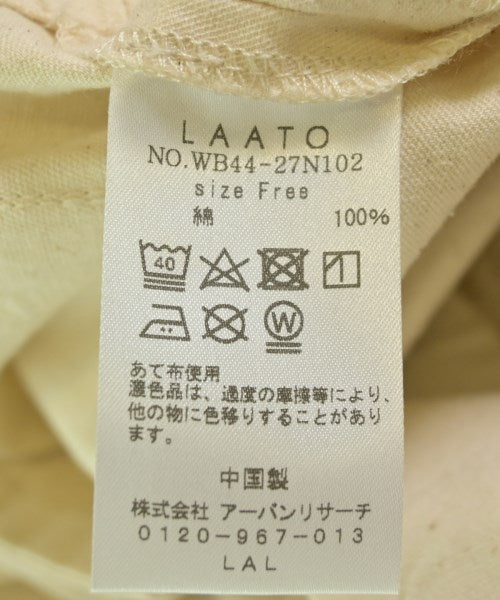 LAATO
NO.WB44-27N102
size Free
綿 100%
40
W
あて布使用
濃色品は、過度の摩擦等により、
他の物に色移りすることがあり
ます。
中国製
株式会社 アーバンリサーチ
0120-967-013
LAL